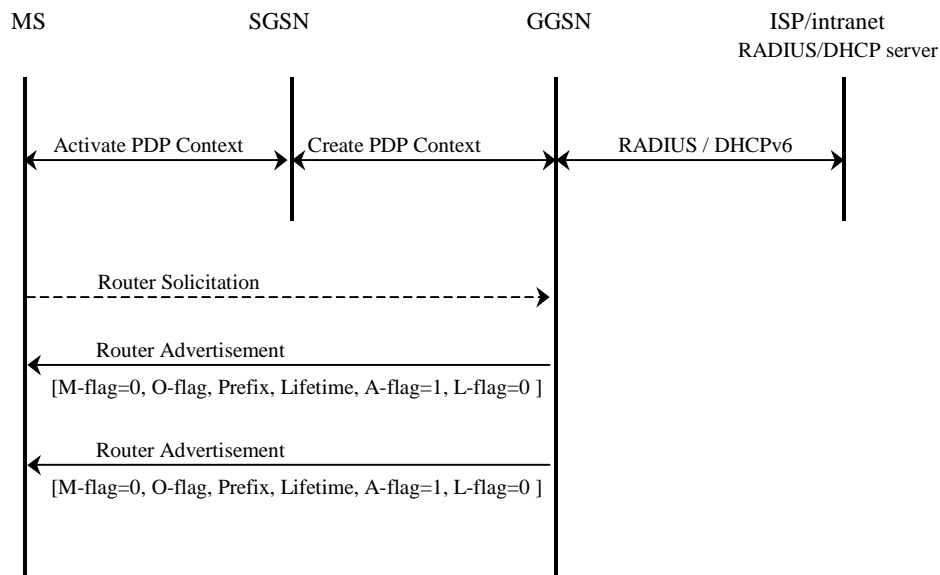 MS
SGSN
GGSN
ISP/intranet
RADIUS/DHCP server
Activate PDP Context
Create PDP Context
RADIUS / DHCPv6
Router Solicitation
Router Advertisement
[M-flag=0, O-flag, Prefix, Lifetime, A-flag=1, L-flag=0 ]
Router Advertisement
[M-flag=0, O-flag, Prefix, Lifetime, A-flag=1, L-flag=0 ]